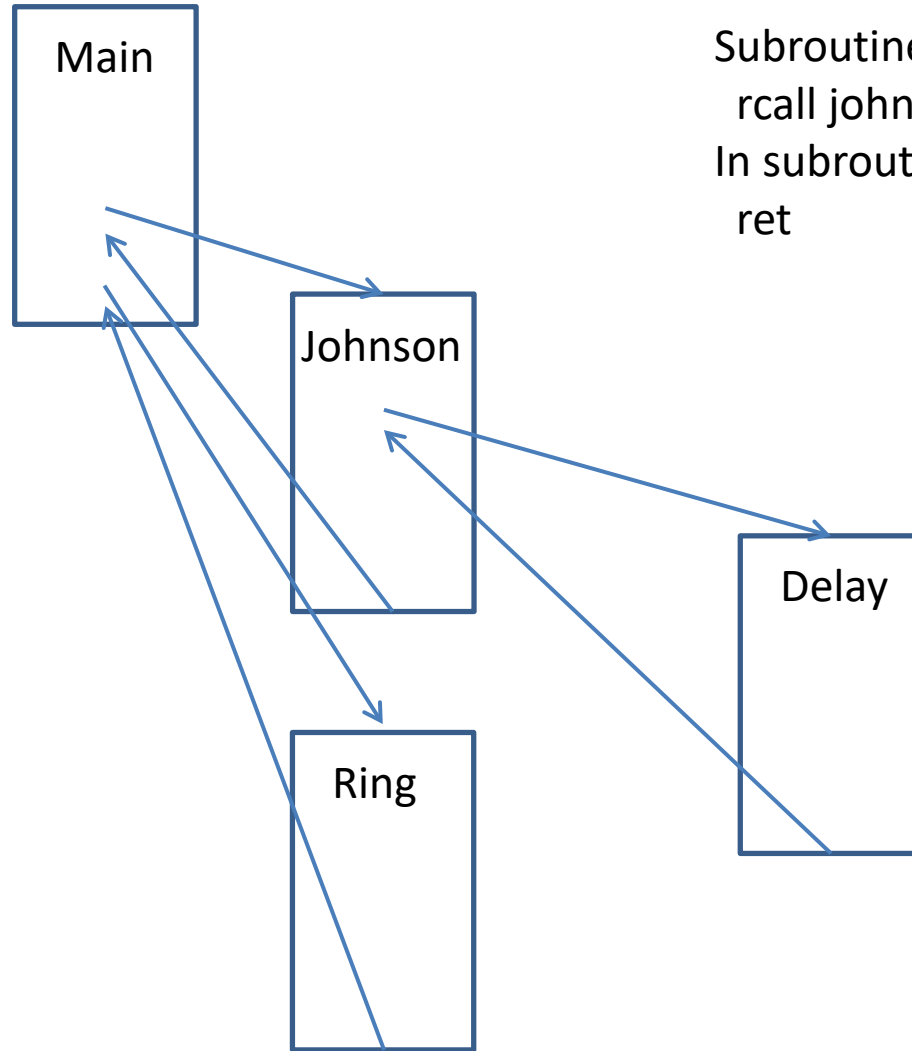 Main
Subroutine
rcall john
In subrout
ret
Johnson
Delay
Ring